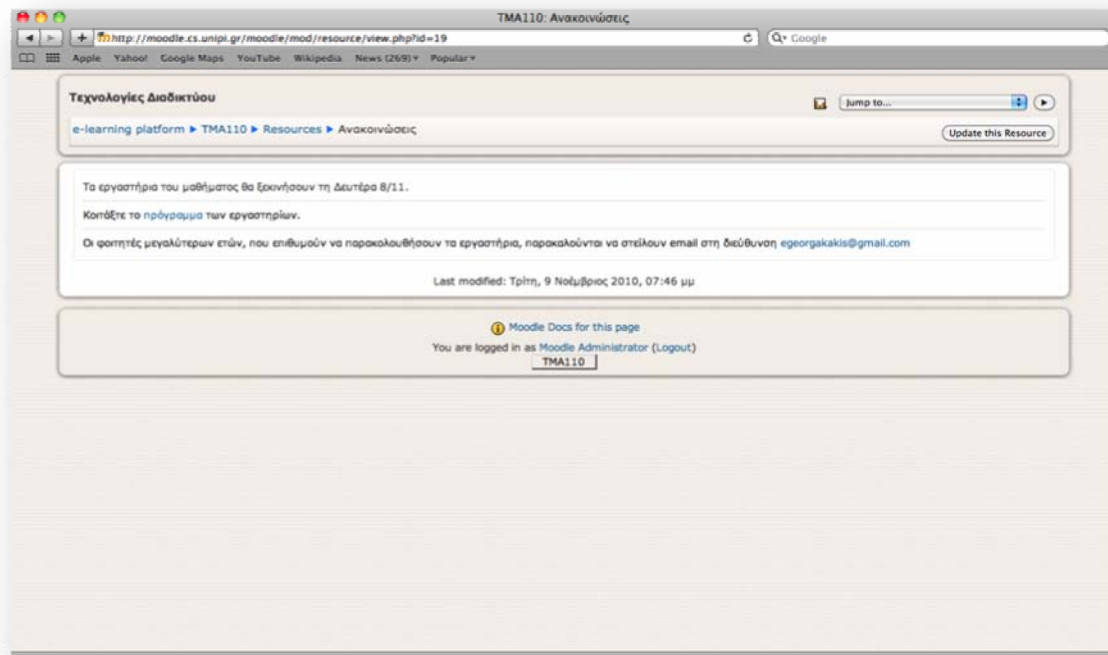 TMA110: Ανακοινώσεις
http://moodle.cs.unipi.gr/moodle/mod/resource/view.php?id=19
Google
Apple Yahoo! Google Maps YouTube Wikipedia News (269) Popular
Τεχνολογίες Διαδικτύου
Jump to...
e-learning platform ► TMA110 ► Resources ► Ανακοινώσεις
Update this Resource
Τα εργαστήρια του μαθήματος θα ξεκινήσουν τη Δευτέρα 8/11.
Κοιτάξτε το πρόγραμμα των εργαστηρίων.
Οι φοιτητές μεγαλύτερων ετών, που επιθυμούν να παρακολουθήσουν τα εργαστήρια, παρακαλούνται να στείλουν email στη διεύθυνση egeorgakakis@gmail.com
Last modified: Τρίτη, 9 Νοέμβριος 2010, 07:46 μμ
Moodle Docs for this page
You are logged in as Moodle Administrator (Logout)
TMA110